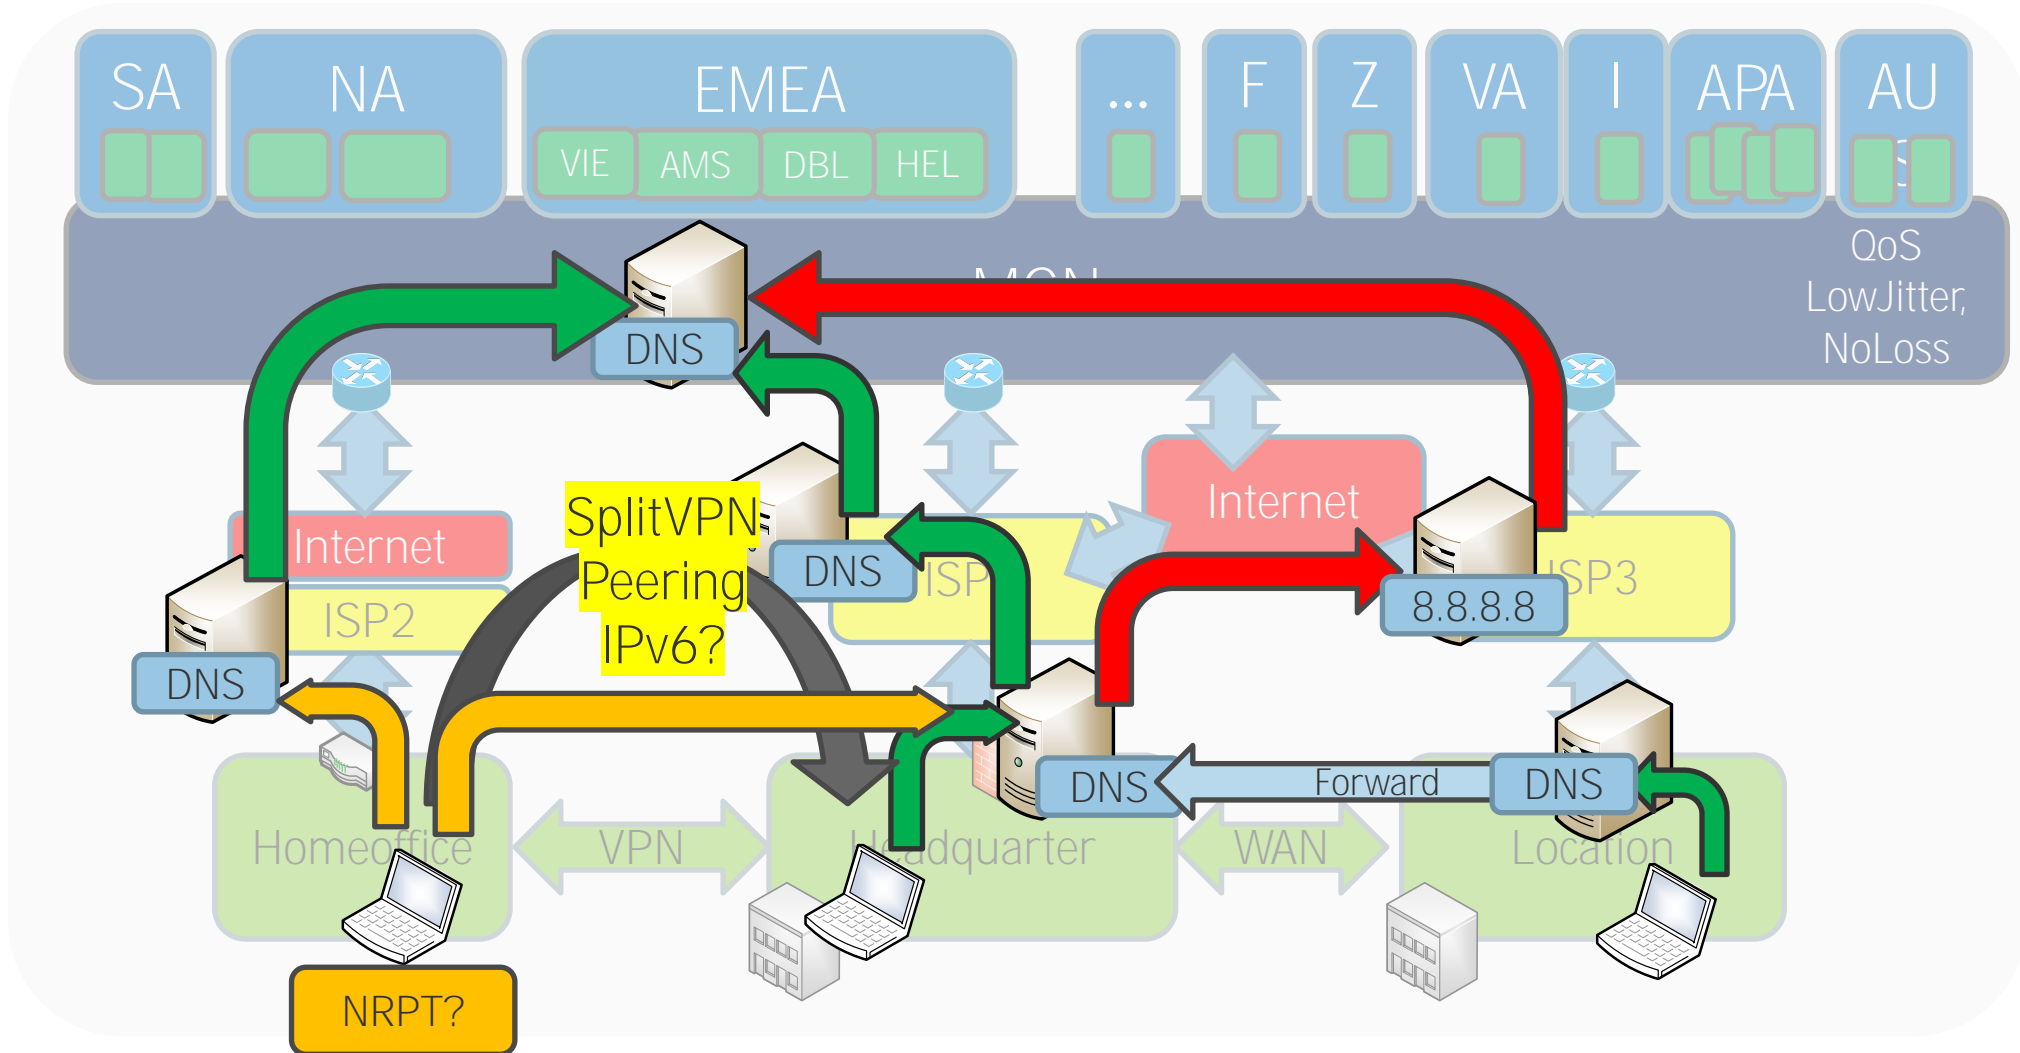 SA
NA
EMEA
...
F
Z
VA
I
APA
AU
VIE
AMS
DBL
HEL
QoS
LowJitter,
NoLoss
DNS
Internet
ISP2
DNS
SplitVPN
Peering
IPv6?
DNS
Internet
8.8.8.8
ISP3
Homeoffice
VPN
Headquarter
DNS
WAN
Forward
DNS
Location
NRPT?